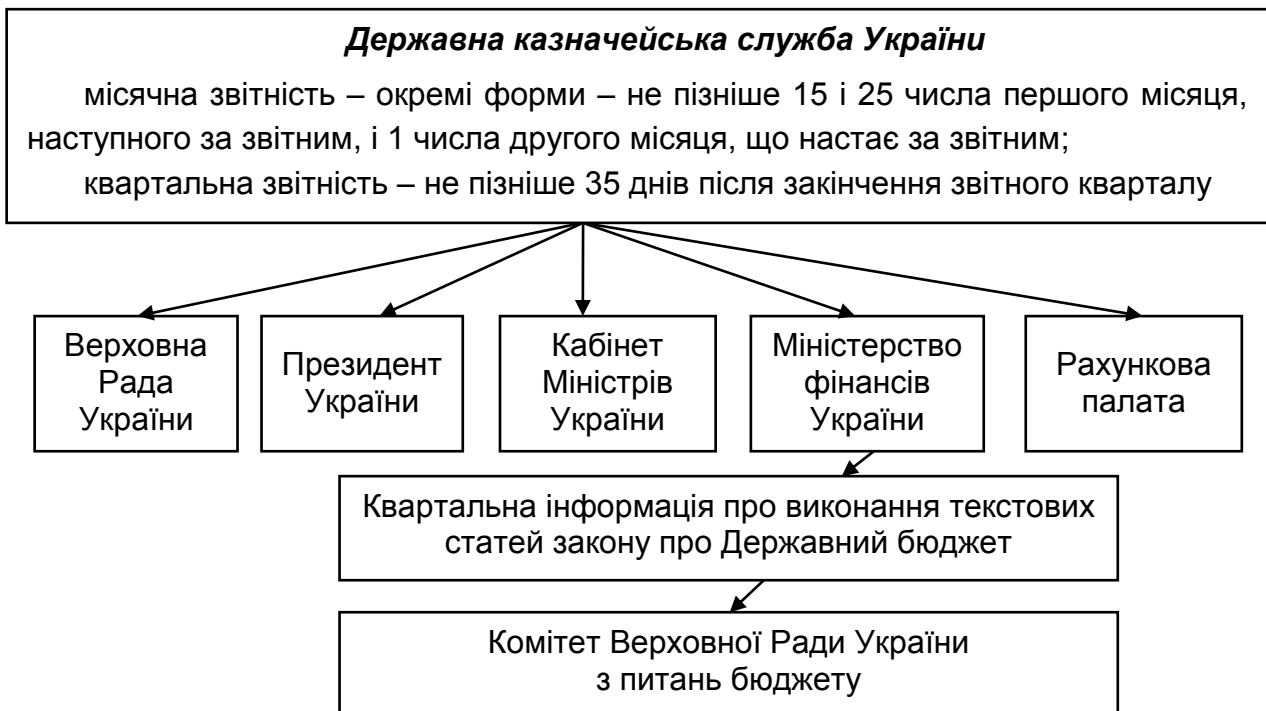 Державна казначейська служба України
місячна звітність – окремі форми – не пізніше 15 і 25 числа першого місяця,
наступного за звітним, і 1 числа другого місяця, що настає за звітним;
квартальна звітність – не пізніше 35 днів після закінчення звітного кварталу
Верховна
Рада
України
Президент
України
Кабінет
Міністрів
України
Міністерство
фінансів
України
Рахункова
палата
Квартальна інформація про виконання текстових
статей закону про Державний бюджет
Комітет Верховної Ради України
з питань бюджету